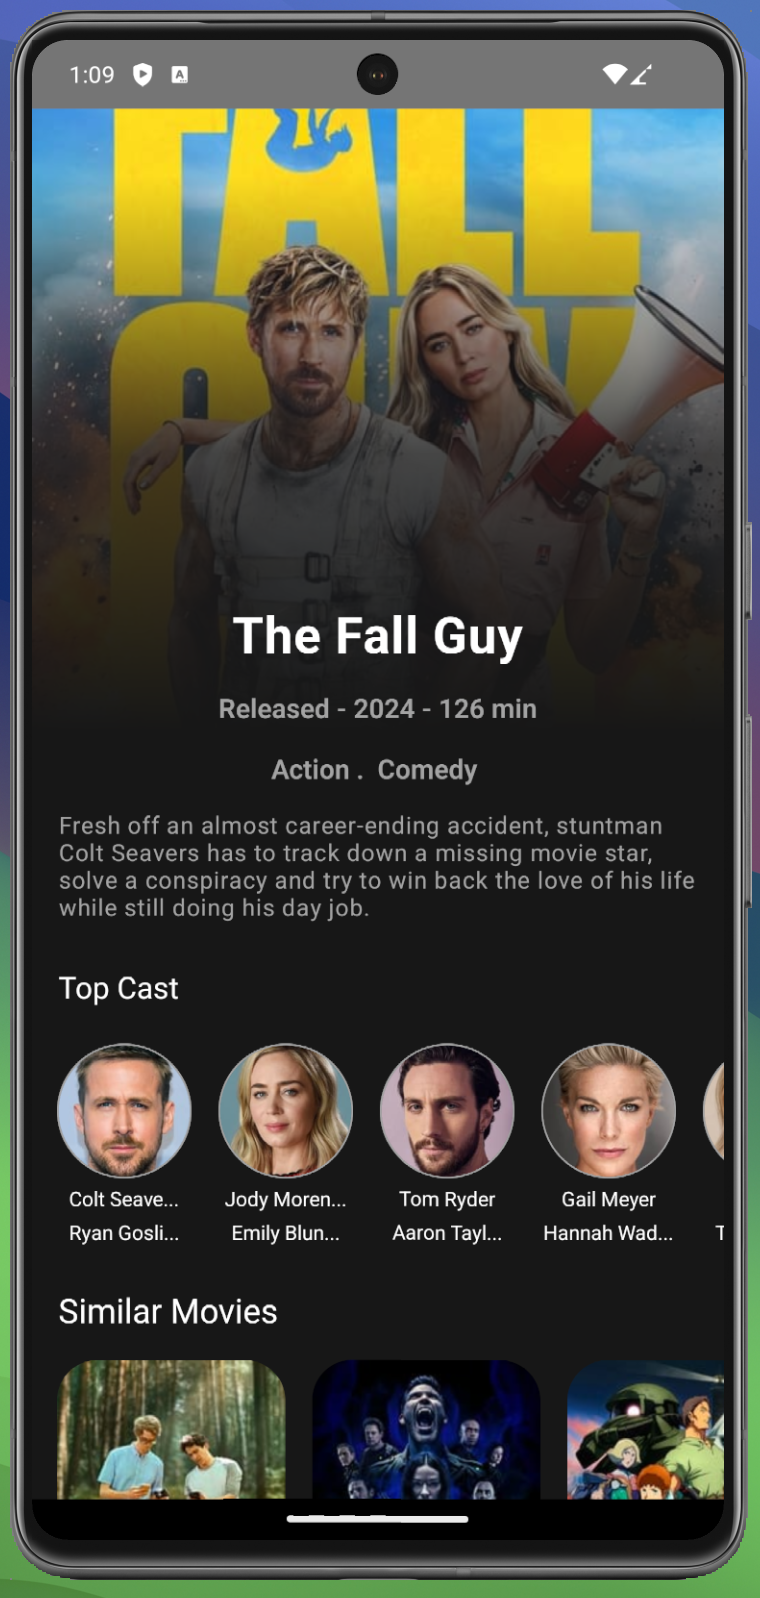 1:09
A
FALL
GUY
The Fall Guy
Released - 2024 - 126 min
Action .  Comedy
Fresh off an almost career-ending accident, stuntman
Colt Seavers has to track down a missing movie star,
solve a conspiracy and try to win back the love of his life
while still doing his day job.
Top Cast
Colt Seave... Jody Moren... Tom Ryder Gail Meyer
Ryan Gosli... Emily Blun... Aaron Tayl... Hannah Wad... T
Similar Movies